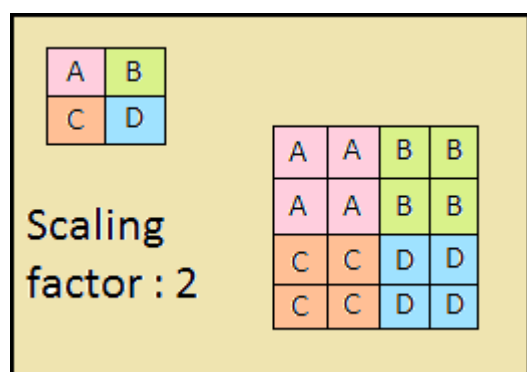 A B
C D
A A B B
A A B B
Scaling
C C D D
factor : 2
C C D D